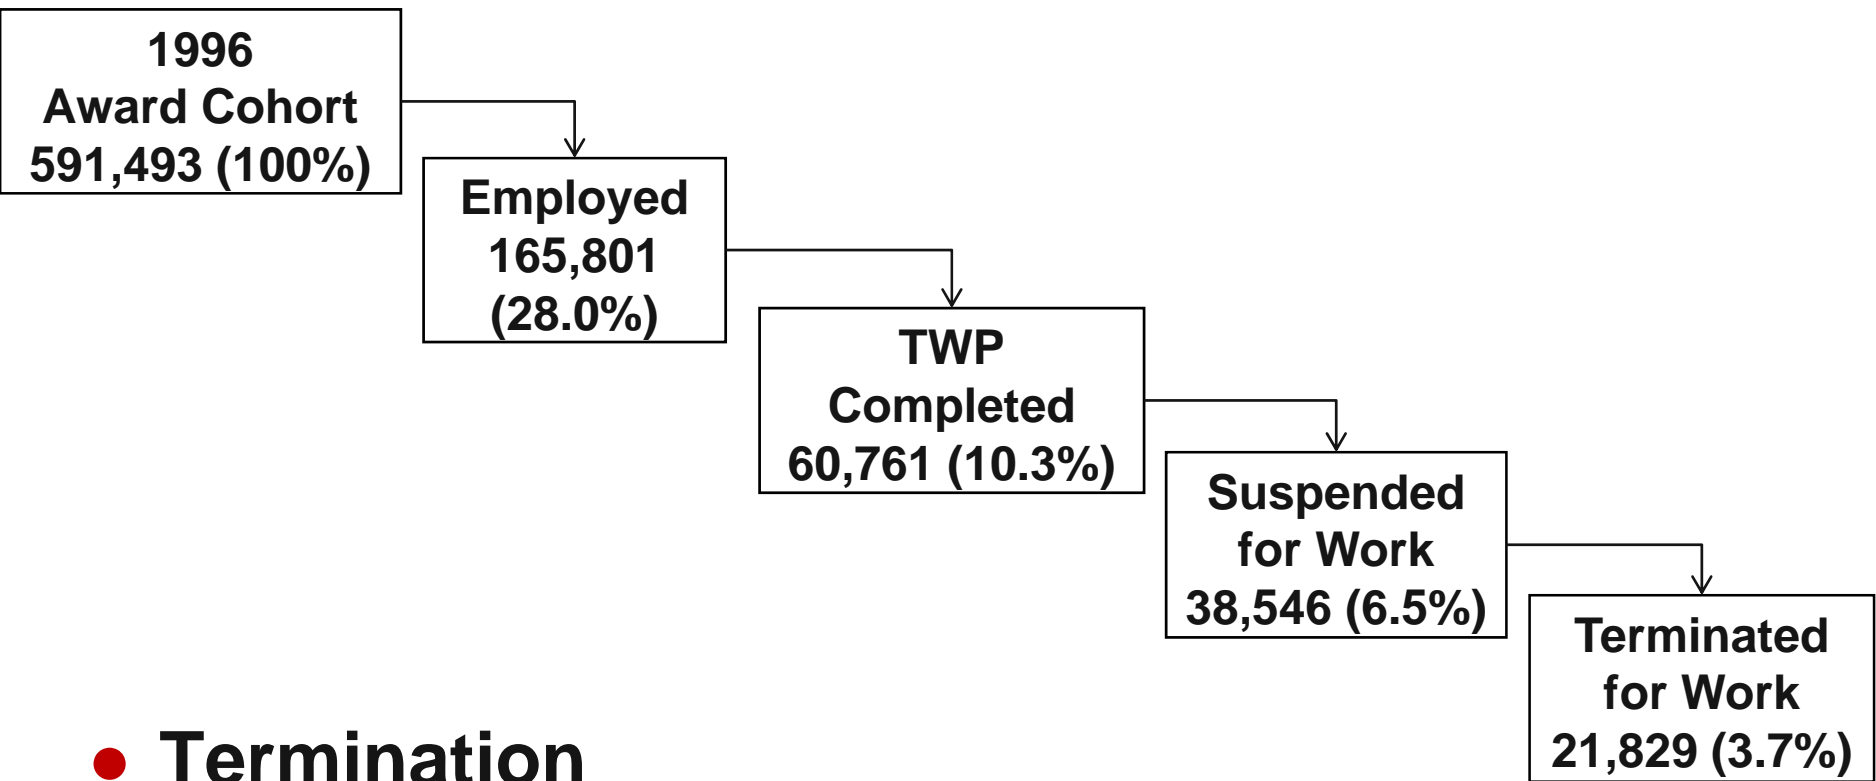 1996
Award Cohort
591,493 (100%)
Employed
165,801
(28.0%)
TWP
Completed
60,761 (10.3%)
Suspended
for Work
38,546 (6.5%)
Terminated
for Work
21,829 (3.7%)
● Termination